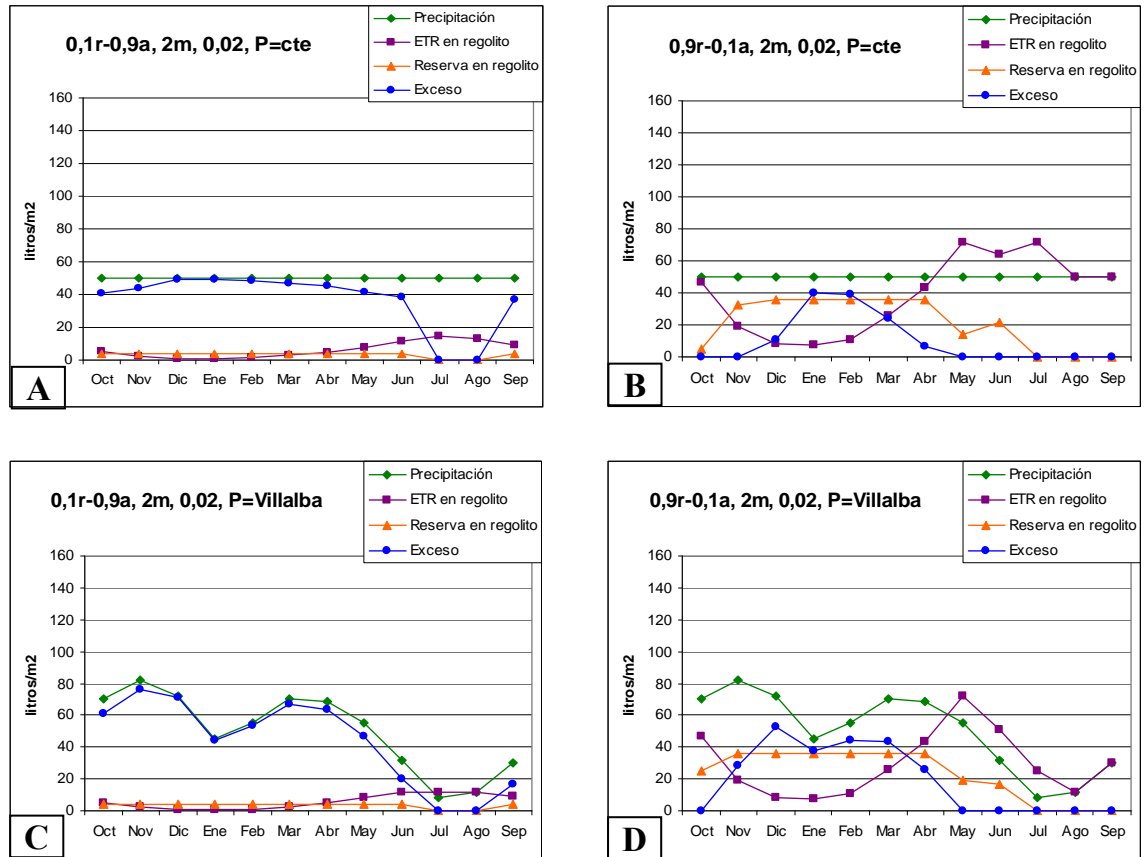 0,1r-0,9a, 2m, 0,02, P=cte
Precipitación
ETR en regolito
Reserva en regolito
Exceso
litros/m2
160
140
120
100
80
60
40
20
0
Oct Nov Dic Ene Feb Mar Abr May Jun Jul Ago Sep
A
0,9r-0,1a, 2m, 0,02, P=cte
Precipitación
ETR en regolito
Reserva en regolito
Exceso
litros/m2
160
140
120
100
80
60
40
20
0
Oct Nov Dic Ene Feb Mar Abr May Jun Jul Ago Sep
B
0,1r-0,9a, 2m, 0,02, P=Villalba
Precipitación
ETR en regolito
Reserva en regolito
Exceso
litros/m2
160
140
120
100
80
60
40
20
0
Oct Nov Dic Ene Feb Mar Abr May Jun Jul Ago Sep
C
0,9r-0,1a, 2m, 0,02, P=Villalba
Precipitación
ETR en regolito
Reserva en regolito
Exceso
litros/m2
160
140
120
100
80
60
40
20
0
Oct Nov Dic Ene Feb Mar Abr May Jun Jul Ago Sep
D